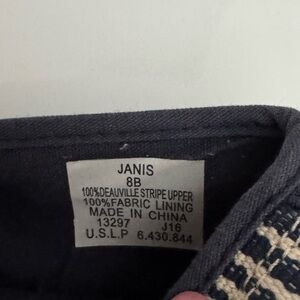 JANIS
8B
100%DEAUVILLE STRIPE UPPER
100%FABRIC LINING
MADE IN CHINA
13297 J16
U.S.L.P 6.430.844